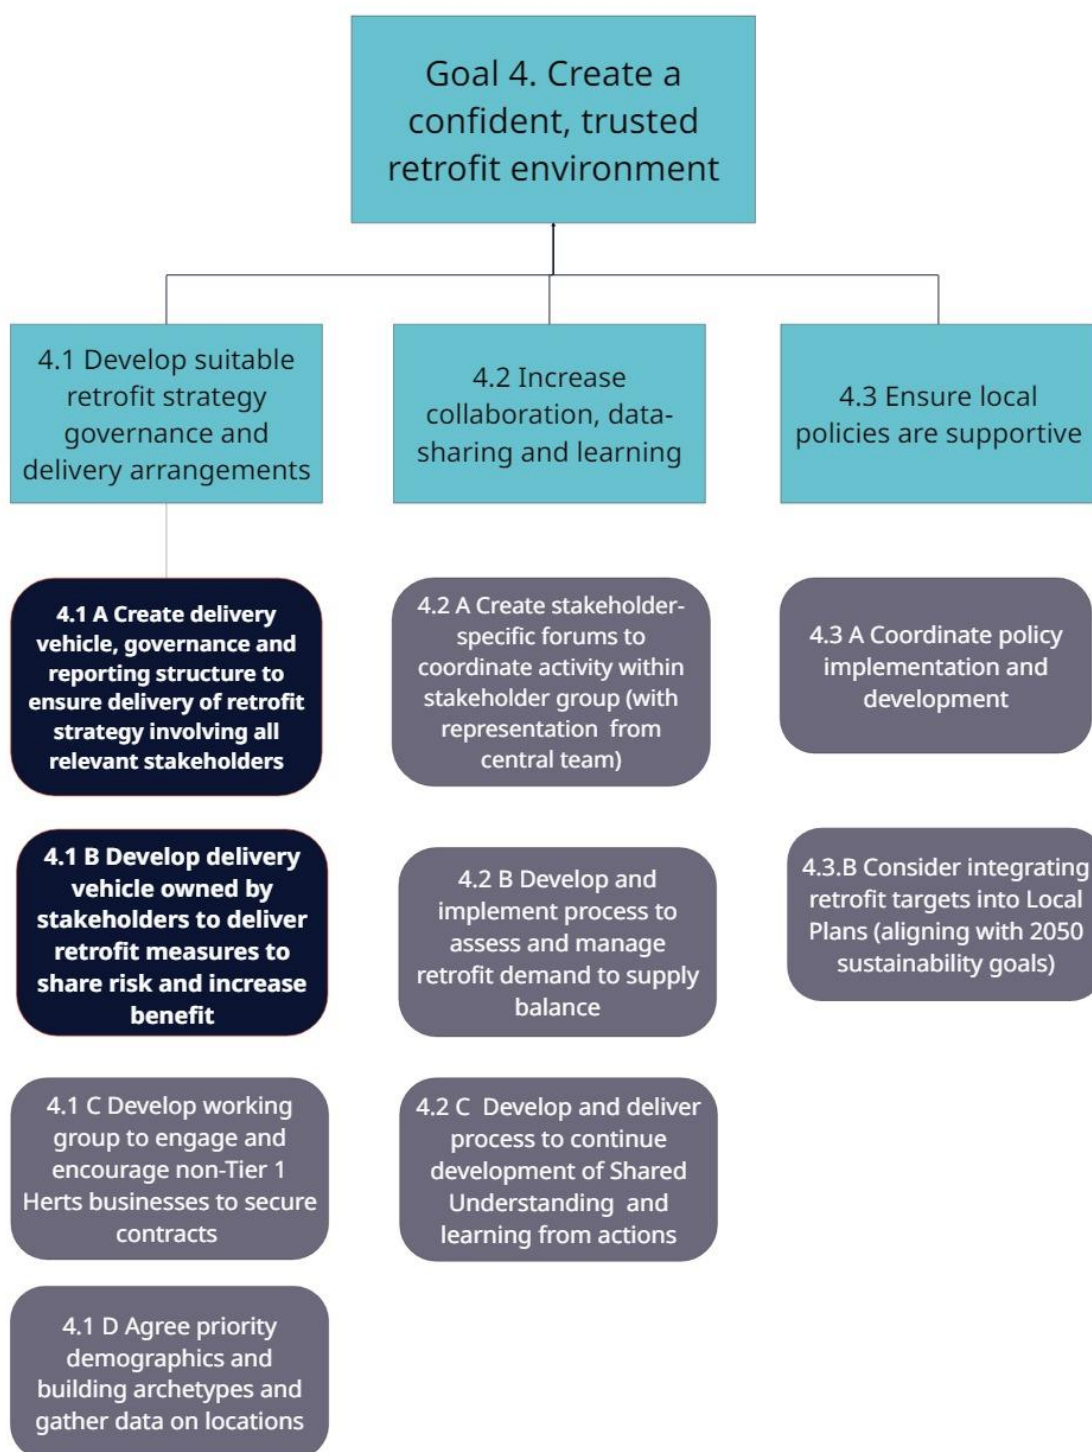 Goal 4. Create a
confident, trusted
retrofit environment
4.1 Develop suitable
retrofit strategy
governance and
delivery arrangements
4.2 Increase
collaboration, data-
sharing and learning
4.3 Ensure local
policies are supportive
4.1 A Create delivery
vehicle, governance and
reporting structure to
ensure delivery of retrofit
strategy involving all
relevant stakeholders
4.2 A Create stakeholder-
specific forums to
coordinate activity within
stakeholder group (with
representation from
central team)
4.3 A Coordinate policy
implementation and
development
4.1 B Develop delivery
vehicle owned by
stakeholders to deliver
retrofit measures to
share risk and increase
benefit
4.2 B Develop and
implement process to
assess and manage
retrofit demand to supply
balance
4.3.B Consider integrating
retrofit targets into Local
Plans (aligning with 2050
sustainability goals)
4.1 C Develop working
group to engage and
encourage non-Tier 1
Herts businesses to secure
contracts
4.2 C Develop and deliver
process to continue
development of Shared
Understanding and
learning from actions
4.1 D Agree priority
demographics and
building archetypes and
gather data on locations